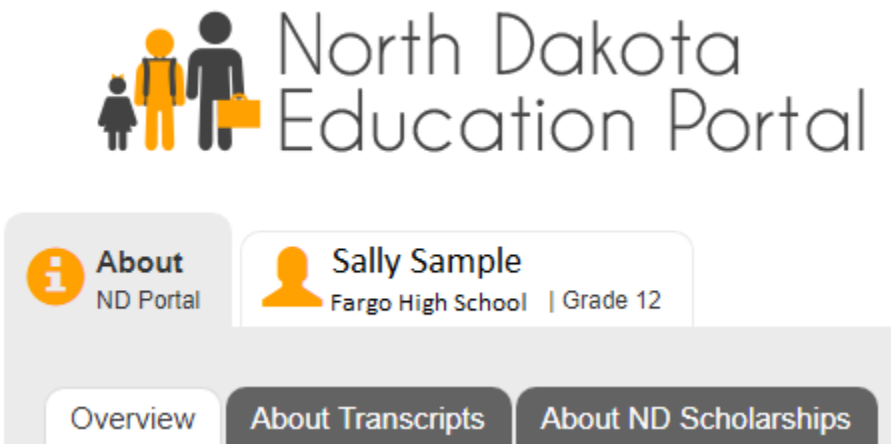 North Dakota
Education Portal
About
ND Portal
Sally Sample
Fargo High School | Grade 12
Overview
About Transcripts
About ND Scholarships